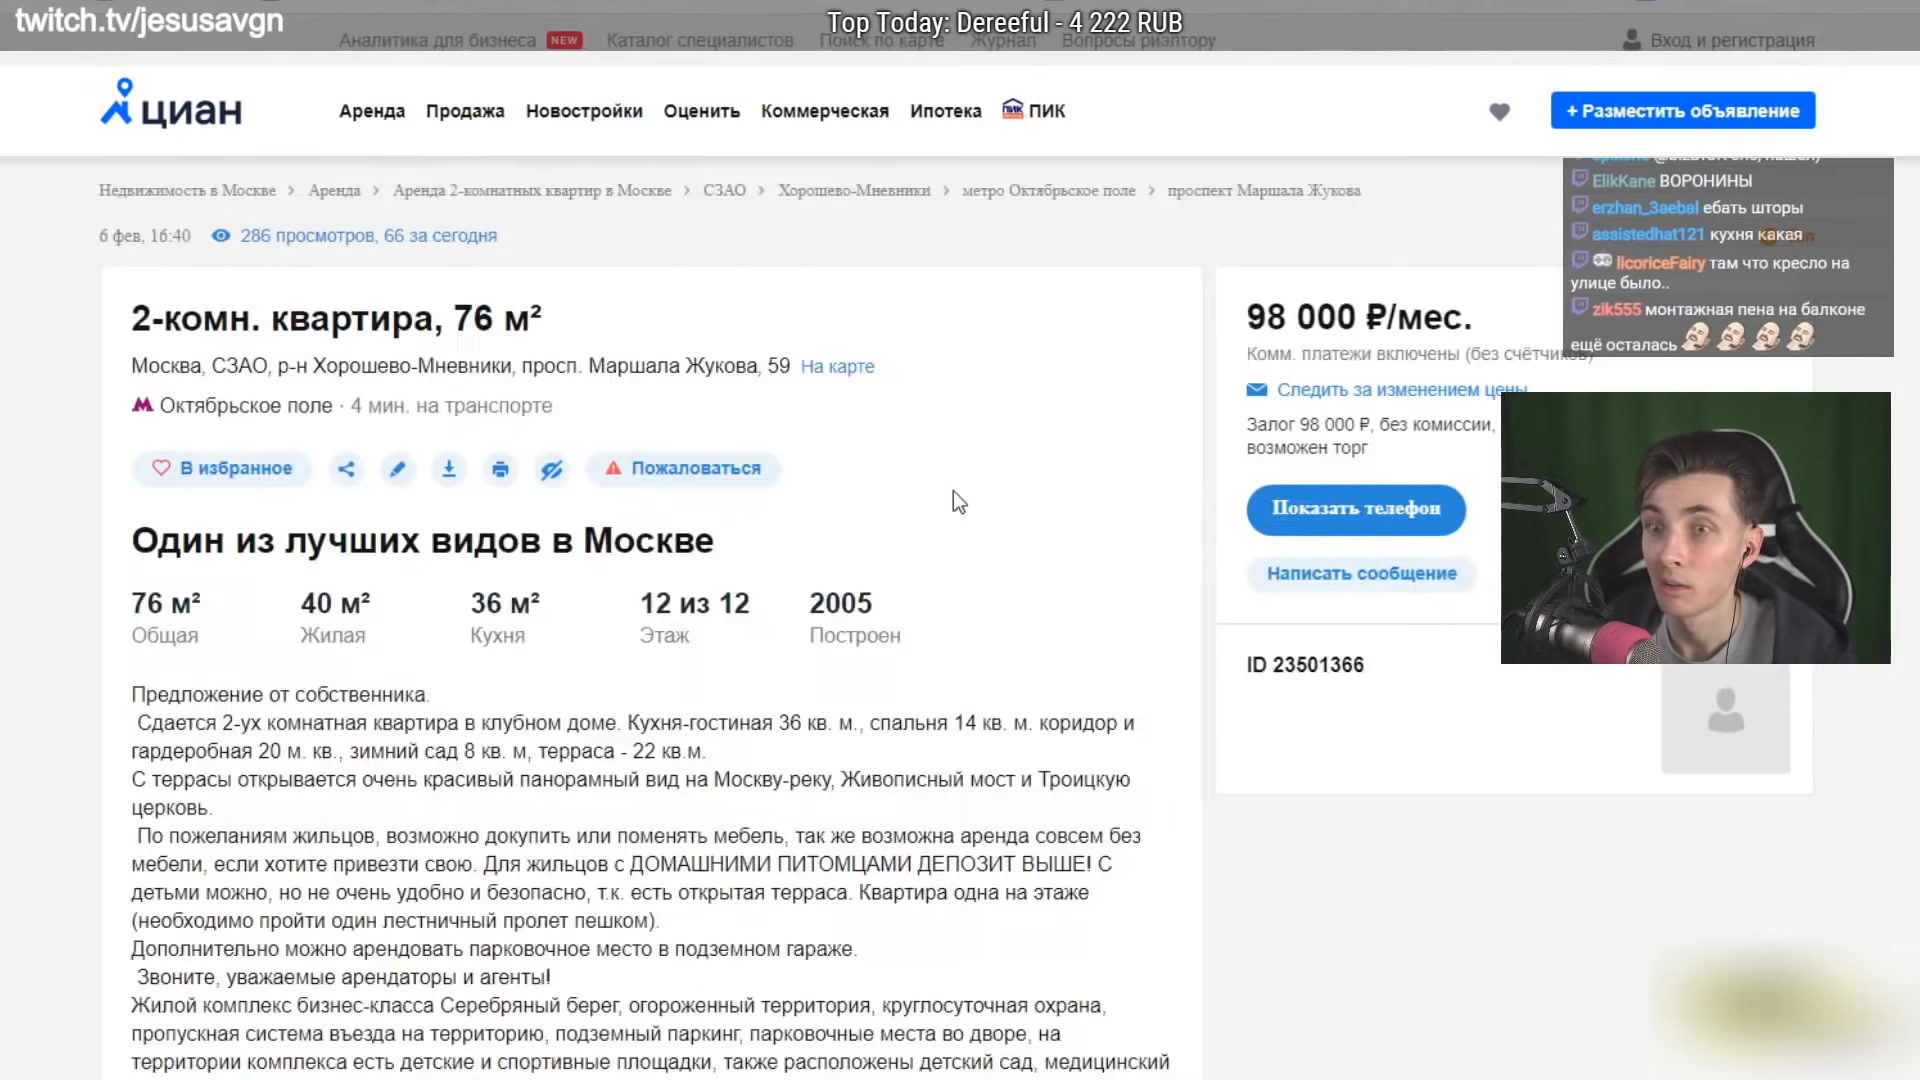 twitch.tv/jesusavgn
Top Today: Dereeful - 4 222 RUB
Аналитика для бизнеса NEW Каталог специалистов Поиск по карте Журнал Вопросы риэлтору Вход и регистрация
циан Аренда Продажа Новостройки Оценить Коммерческая Ипотека ПИК ПИК + Разместить объявление
Недвижимость в Москве > Аренда > Аренда 2-комнатных квартир в Москве > СЗАО > Хорошево-Мневники > метро Октябрьское поле > проспект Маршала Жукова
6 фев, 16:40 286 просмотров, 66 за сегодня
2-комн. квартира, 76 м²
Москва, СЗАО, р-н Хорошево-Мневники, просп. Маршала Жукова, 59 На карте
Октябрьское поле · 4 мин. на транспорте
В избранное Пожаловаться
Один из лучших видов в Москве
76 м² 40 м² 36 м² 12 из 12 2005
Общая Жилая Кухня Этаж Построен
Предложение от собственника.
Сдается 2-ух комнатная квартира в клубном доме. Кухня-гостиная 36 кв. м., спальня 14 кв. м. коридор и
гардеробная 20 м. кв., зимний сад 8 кв. м, терраса - 22 кв.м.
С террасы открывается очень красивый панорамный вид на Москву-реку, Живописный мост и Троицкую
церковь.
По пожеланиям жильцов, возможно докупить или поменять мебель, так же возможна аренда совсем без
мебели, если хотите привезти свою. Для жильцов с ДОМАШНИМИ ПИТОМЦАМИ ДЕПОЗИТ ВЫШЕ! С
детьми можно, но не очень удобно и безопасно, т.к. есть открытая терраса. Квартира одна на этаже
(необходимо пройти один лестничный пролет пешком).
Дополнительно можно арендовать парковочное место в подземном гараже.
Звоните, уважаемые арендаторы и агенты!
Жилой комплекс бизнес-класса Серебряный берег, огороженный территория, круглосуточная охрана,
пропускная система въезда на территорию, подземный паркинг, парковочные места во дворе, на
территории комплекса есть детские и спортивные площадки, также расположены детский сад, медицинский
98 000 ₽/мес.
Комм. платежи включены (без счётчиков)
Следить за изменением цены
Залог 98 000 ₽, без комиссии,
возможен торг
Показать телефон
Написать сообщение
ID 23501366
ElikKane ВОРОНИНЫ
erzhan_3aebal ебать шторы
assistedhat121 кухня какая
licoriceFairy там что кресло на
улице было..
zik555 монтажная пена на балконе
ещё осталась